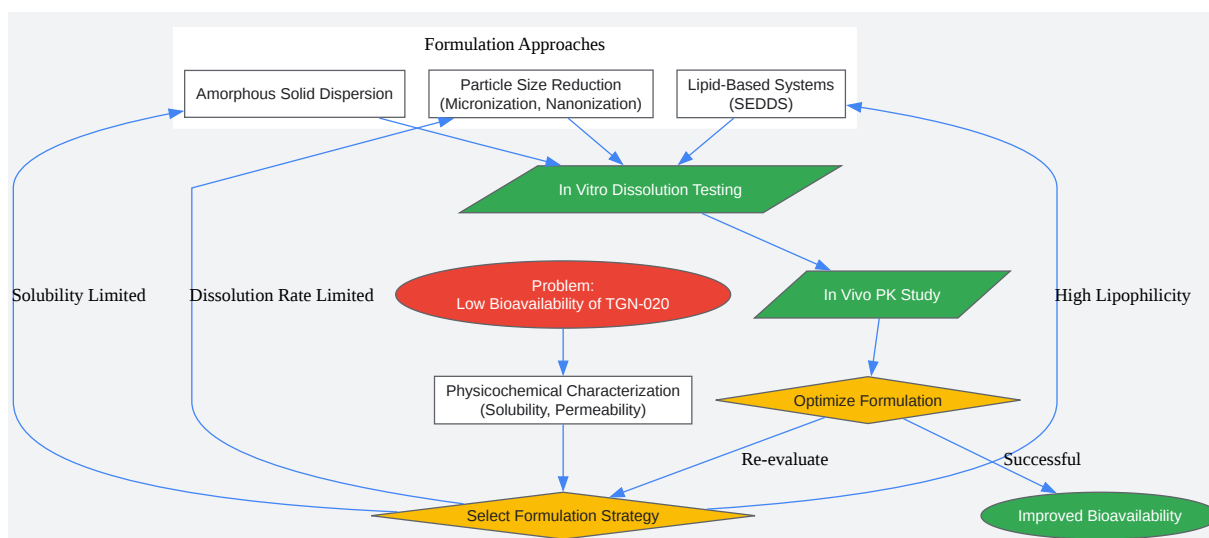 Formulation Approaches
Amorphous Solid Dispersion
Particle Size Reduction
(Micronization, Nanonization)
Lipid-Based Systems
(SEDDS)
In Vitro Dissolution Testing
Solubility Limited
Dissolution Rate Limited
Problem:
Low Bioavailability of TGN-020
In Vivo PK Study
High Lipophilicity
Physicochemical Characterization
(Solubility, Permeability)
Optimize Formulation
Re-evaluate
Successful
Select Formulation Strategy
Improved Bioavailability